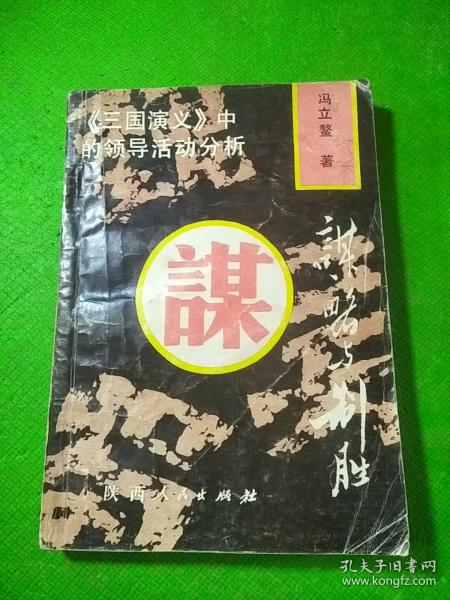 《三国演义》中
的领导活动分析
冯立鳌 著
謀
謀略与制胜
陕西人民出版社
孔夫子旧书网
www.kongfz.com